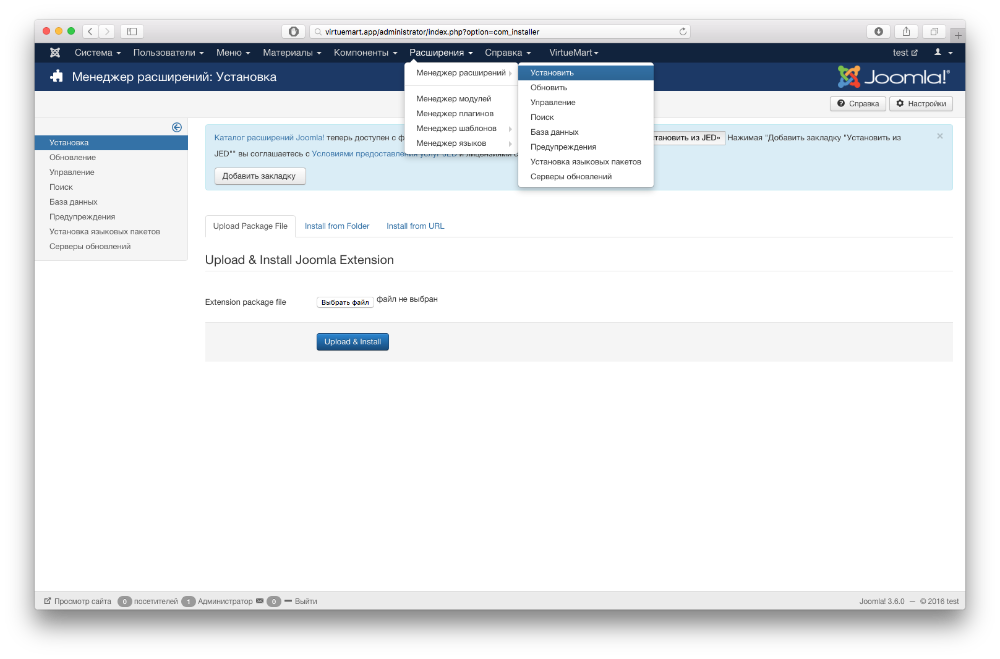 virtuemart.app/administrator/index.php?option=com_installer
Система Пользователи Меню Материалы Компоненты Расширения Справка VirtueMart test
Менеджер расширений: Установка
Joomla!®
Менеджер расширений
Менеджер модулей
Менеджер плагинов
Менеджер шаблонов
Менеджер языков
Установить
Обновить
Управление
Поиск
База данных
Предупреждения
Установка языковых пакетов
Серверы обновлений
Справка Настройки
Установка
Обновление
Управление
Поиск
База данных
Предупреждения
Установка языковых пакетов
Серверы обновлений
Каталог расширений Joomla! теперь доступен с тановить из JED» Нажимая "Добавить закладку "Установить из
JED"" вы соглашаетесь с Условиями предоставления услуг JED и лицензиями
Добавить закладку
Upload Package File Install from Folder Install from URL
Upload & Install Joomla Extension
Extension package file Выбрать файл файл не выбран
Upload & Install
Просмотр сайта 0 посетителей 1 Администратор 0 Выйти
Joomla! 3.6.0 — © 2016 test